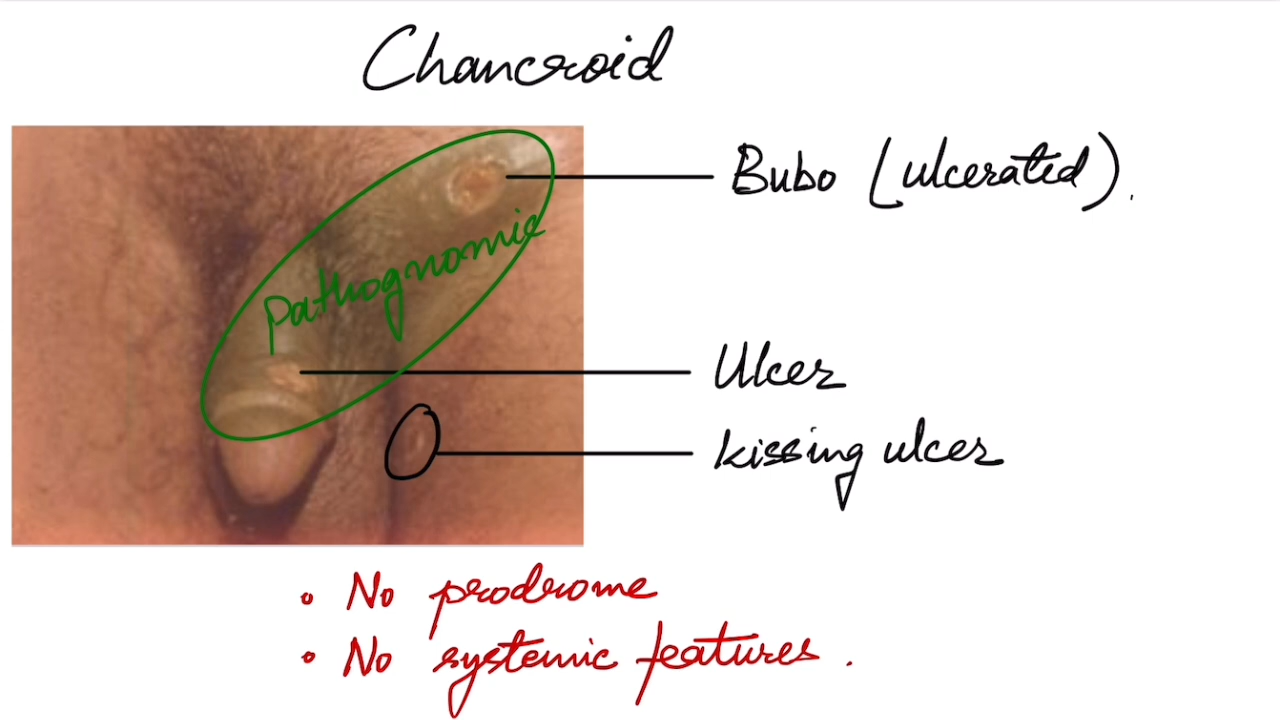 Chancroid
Bubo (ulcerated).
Pathognomic
Ulcer
kissing ulcer
• No prodrome
• No systemic features.